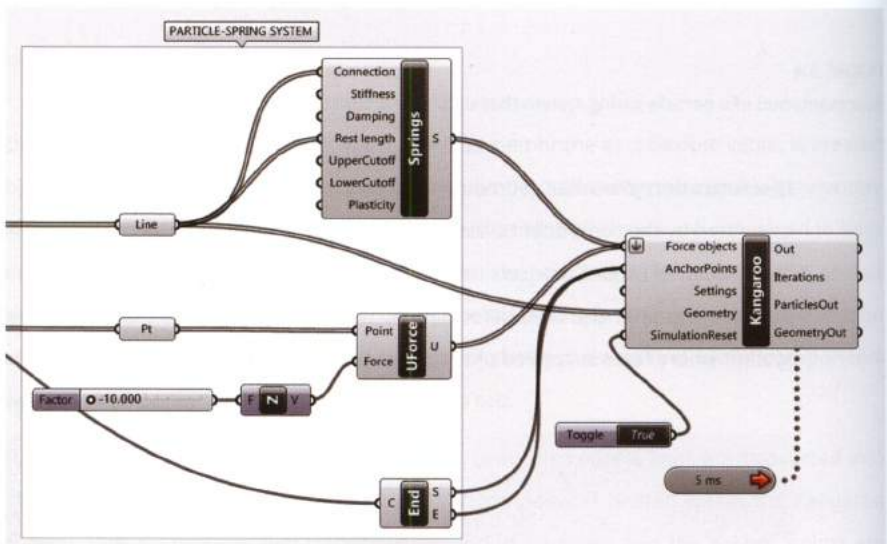 PARTICLE-SPRING SYSTEM
Connection
Stiffness
Damping
Rest length
UpperCutoff
LowerCutoff
Plasticity
Springs
S
Line
Pt
Point
Force
UForce
U
Factor -10.000
F Z V
C
End
S
E
Force objects
AnchorPoints
Settings
Geometry
SimulationReset
Kangaroo
Out
Iterations
ParticlesOut
GeometryOut
Toggle True
5 ms